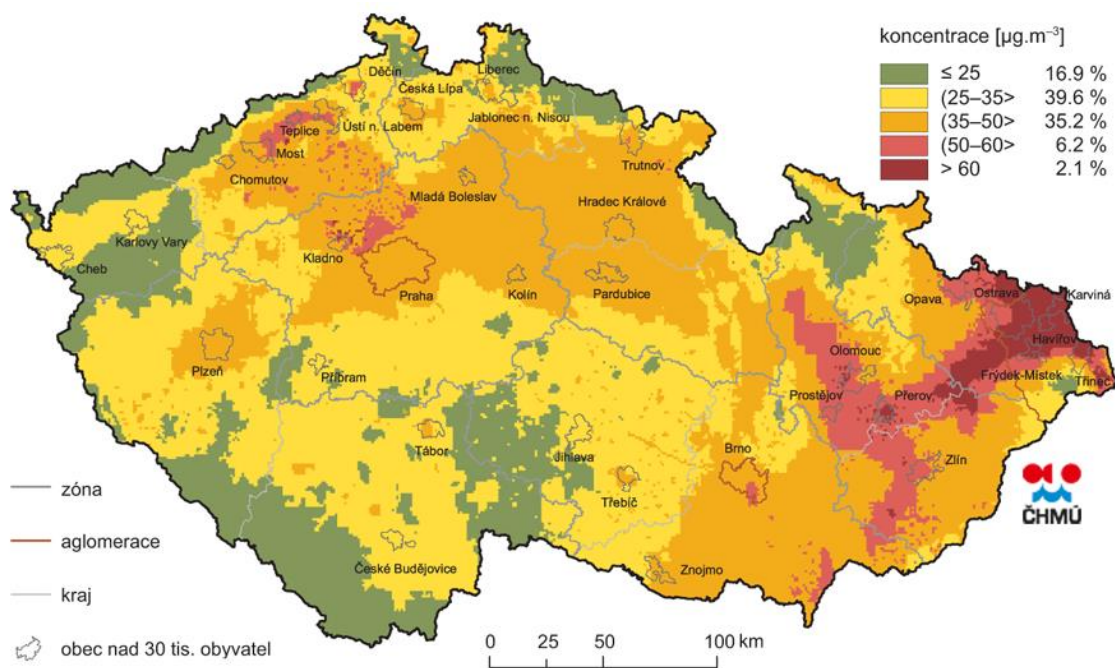 koncentrace [µg.m⁻³]
≤ 25 16.9 %
(25–35> 39.6 %
(35–50> 35.2 %
(50–60> 6.2 %
> 60 2.1 %
Děčín
Liberec
Česká Lípa
Teplice
Ústí n. Labem
Jablonec n. Nisou
Most
Trutnov
Chomutov
Mladá Boleslav
Hradec Králové
Karlovy Vary
Kladno
Cheb
Praha
Kolín
Pardubice
Opava
Ostrava
Karviná
Havířov
Olomouc
Plzeň
Příbram
Frýdek-Místek
Třinec
Prostějov
Přerov
Tábor
Jihlava
Brno
Zlín
Třebíč
ČHMÚ
České Budějovice
Znojmo
zóna
aglomerace
kraj
obec nad 30 tis. obyvatel
0 25 50 100 km